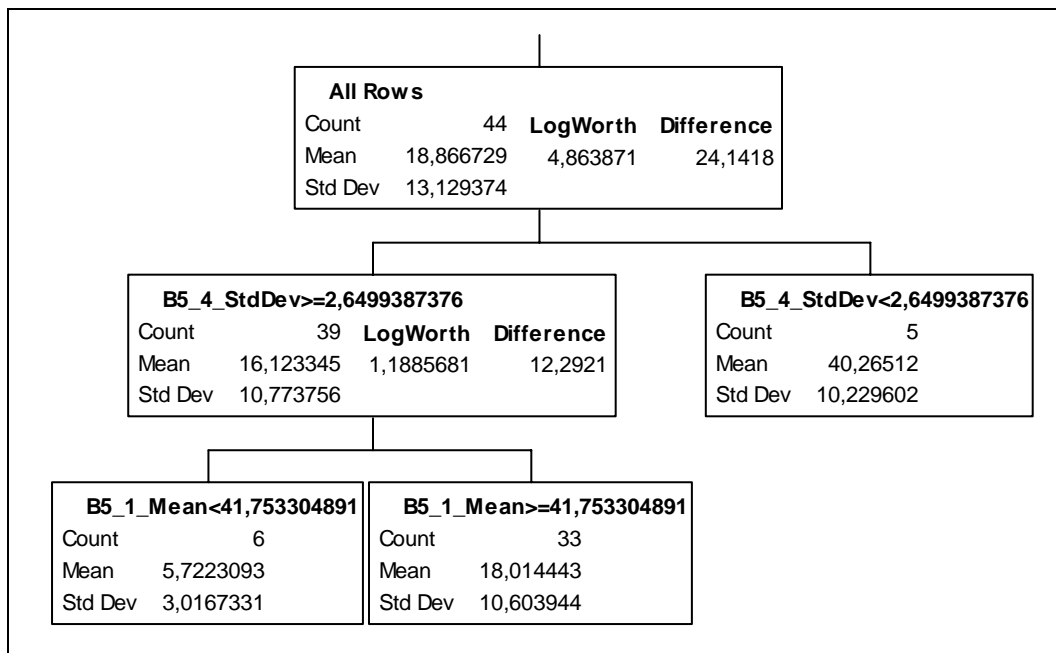 All Rows
Count 44 LogWorth Difference
Mean 18,866729 4,863871 24,1418
Std Dev 13,129374
B5_4_StdDev>=2,6499387376
Count 39 LogWorth Difference
Mean 16,123345 1,1885681 12,2921
Std Dev 10,773756
B5_4_StdDev<2,6499387376
Count 5
Mean 40,26512
Std Dev 10,229602
B5_1_Mean<41,753304891
Count 6
Mean 5,7223093
Std Dev 3,0167331
B5_1_Mean>=41,753304891
Count 33
Mean 18,014443
Std Dev 10,603944